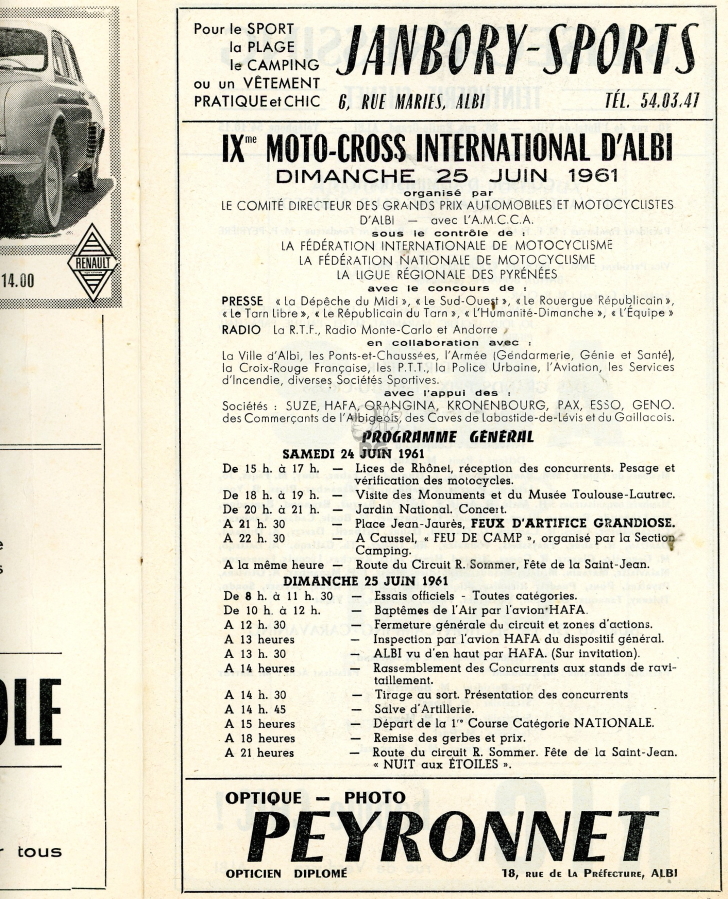 RENAULT
14.00
OLE
tous
Pour le SPORT
la PLAGE
le CAMPING
ou un VÊTEMENT
PRATIQUE et CHIC
JANBORY-SPORTS
6, RUE MARIES, ALBI TÉL. 54.03.47
IXme MOTO-CROSS INTERNATIONAL D'ALBI
DIMANCHE 25 JUIN 1961
organisé par
LE COMITÉ DIRECTEUR DES GRANDS PRIX AUTOMOBILES ET MOTOCYCLISTES
D'ALBI — avec L'A.M.C.C.A.
sous le contrôle de :
LA FÉDÉRATION INTERNATIONALE DE MOTOCYCLISME
LA FÉDÉRATION NATIONALE DE MOTOCYCLISME
LA LIGUE RÉGIONALE DES PYRÉNÉES
avec le concours de :
PRESSE « La Dépêche du Midi », « Le Sud-Ouest », « Le Rouergue Républicain »,
« Le Tarn Libre », « Le Républicain du Tarn », « L'Humanité-Dimanche », « L'Équipe »
RADIO La R.T.F., Radio Monte-Carlo et Andorre
en collaboration avec :
La Ville d'Albi, les Ponts-et-Chaussées, l'Armée (Gendarmerie, Génie et Santé),
la Croix-Rouge Française, les P.T.T., la Police Urbaine, l'Aviation, les Services
d'Incendie, diverses Sociétés Sportives.
avec l'appui des :
Sociétés : SUZE, HAFA, ORANGINA, KRONENBOURG, PAX, ESSO, GENO.
des Commerçants de l'Albigeois, des Caves de Labastide-de-Lévis et du Gaillacois.
PROGRAMME GÉNÉRAL
SAMEDI 24 JUIN 1961
De 15 h. à 17 h. — Lices de Rhônel, réception des concurrents. Pesage et
vérification des motocycles.
De 18 h. à 19 h. — Visite des Monuments et du Musée Toulouse-Lautrec.
De 20 h. à 21 h. — Jardin National. Concert.
A 21 h. 30 — Place Jean-Jaurès, FEUX D'ARTIFICE GRANDIOSE.
A 22 h. 30 — A Caussel, « FEU DE CAMP », organisé par la Section
Camping.
A la même heure — Route du Circuit R. Sommer, Fête de la Saint-Jean.
DIMANCHE 25 JUIN 1961
De 8 h. à 11 h. 30 — Essais officiels - Toutes catégories.
De 10 h. à 12 h. — Baptêmes de l'Air par l'avion HAFA.
A 12 h. 30 — Fermeture générale du circuit et zones d'actions.
A 13 heures — Inspection par l'avion HAFA du dispositif général.
A 13 h. 30 — ALBI vu d'en haut par HAFA. (Sur invitation).
A 14 heures — Rassemblement des Concurrents aux stands de ravi-
taillement.
A 14 h. 30 — Tirage au sort. Présentation des concurrents
A 14 h. 45 — Salve d'Artillerie.
A 15 heures — Départ de la 1re Course Catégorie NATIONALE.
A 18 heures — Remise des gerbes et prix.
A 21 heures — Route du circuit R. Sommer. Fête de la Saint-Jean.
« NUIT aux ÉTOILES ».
OPTIQUE — PHOTO
PEYRONNET
OPTICIEN DIPLOMÉ 18, RUE DE LA PRÉFECTURE, ALBI